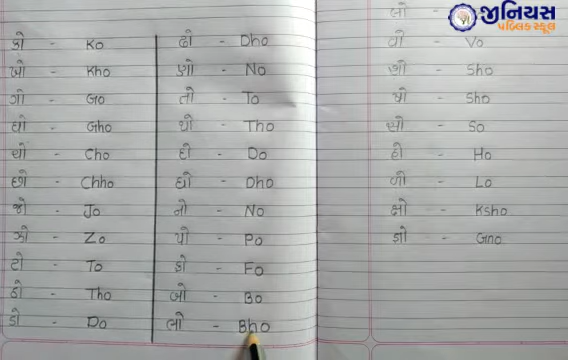 કો - Ko
ખો - Kho
ગો - Go
ઘો - Gho
ચો - Cho
છો - Chho
જો - Jo
ઝો - Zo
ટો - To
ઠો - Tho
ડો - Do
ઢો - Dho
ણો - No
તો - To
થો - Tho
દો - Do
ધો - Dho
નો - No
પો - Po
ફો - Fo
બો - Bo
ભો - Bho
લો -
વો - Vo
શો - Sho
ષો - Sho
સો - So
હો - Ho
ળો - Lo
ક્ષો - Ksho
જ્ઞો - Gno
જીનિયસ
પબ્લિક સ્કૂલ